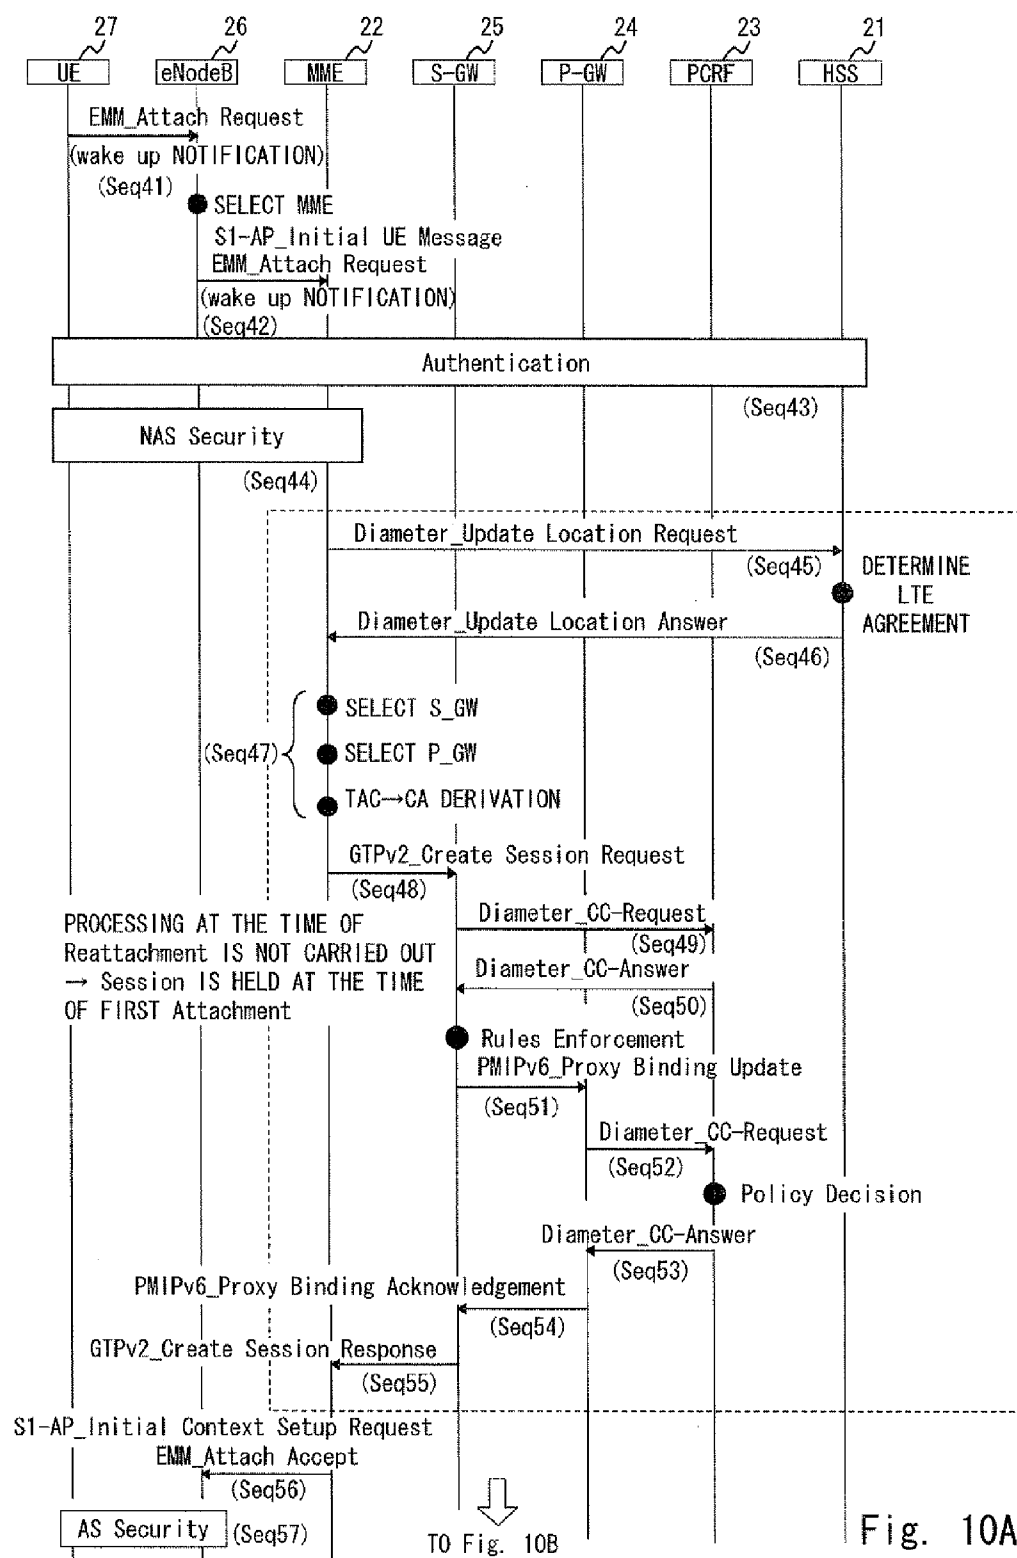 27 26 22 25 24 23 21
UE eNodeB MME S-GW P-GW PCRF HSS
EMM_Attach Request
(wake up NOTIFICATION)
(Seq41)
SELECT MME
S1-AP_Initial UE Message
EMM_Attach Request
(wake up NOTIFICATION)
(Seq42)
Authentication
(Seq43)
NAS Security
(Seq44)
Diameter_Update Location Request
(Seq45)
DETERMINE
LTE
AGREEMENT
Diameter_Update Location Answer
(Seq46)
SELECT S_GW
(Seq47)
SELECT P_GW
TAC→CA DERIVATION
GTPv2_Create Session Request
(Seq48)
PROCESSING AT THE TIME OF
Reattachment IS NOT CARRIED OUT
→ Session IS HELD AT THE TIME
OF FIRST Attachment
Diameter_CC-Request
(Seq49)
Diameter_CC-Answer
(Seq50)
Rules Enforcement
PMIPv6_Proxy Binding Update
(Seq51)
Diameter_CC-Request
(Seq52)
Policy Decision
Diameter_CC-Answer
(Seq53)
PMIPv6_Proxy Binding Acknowledgement
(Seq54)
GTPv2_Create Session Response
(Seq55)
S1-AP_Initial Context Setup Request
EMM_Attach Accept
(Seq56)
AS Security (Seq57)
TO Fig. 10B
Fig. 10A